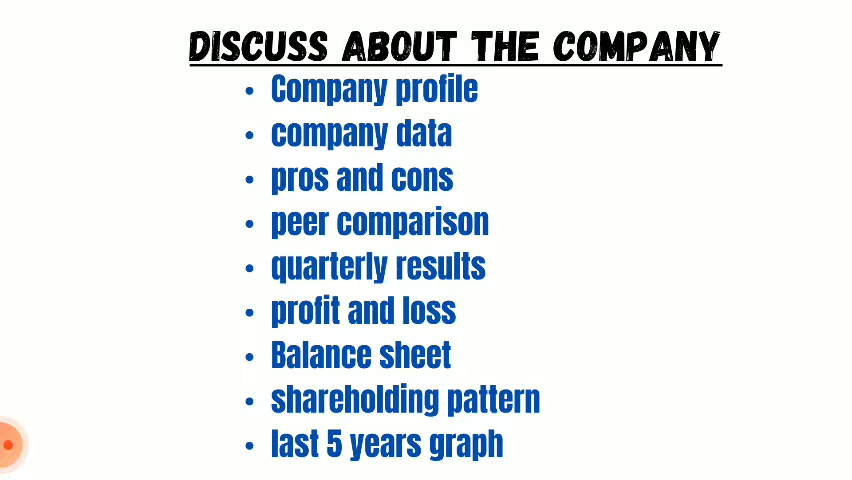 DISCUSS ABOUT THE COMPANY
• Company profile
• company data
• pros and cons
• peer comparison
• quarterly results
• profit and loss
• Balance sheet
• shareholding pattern
• last 5 years graph